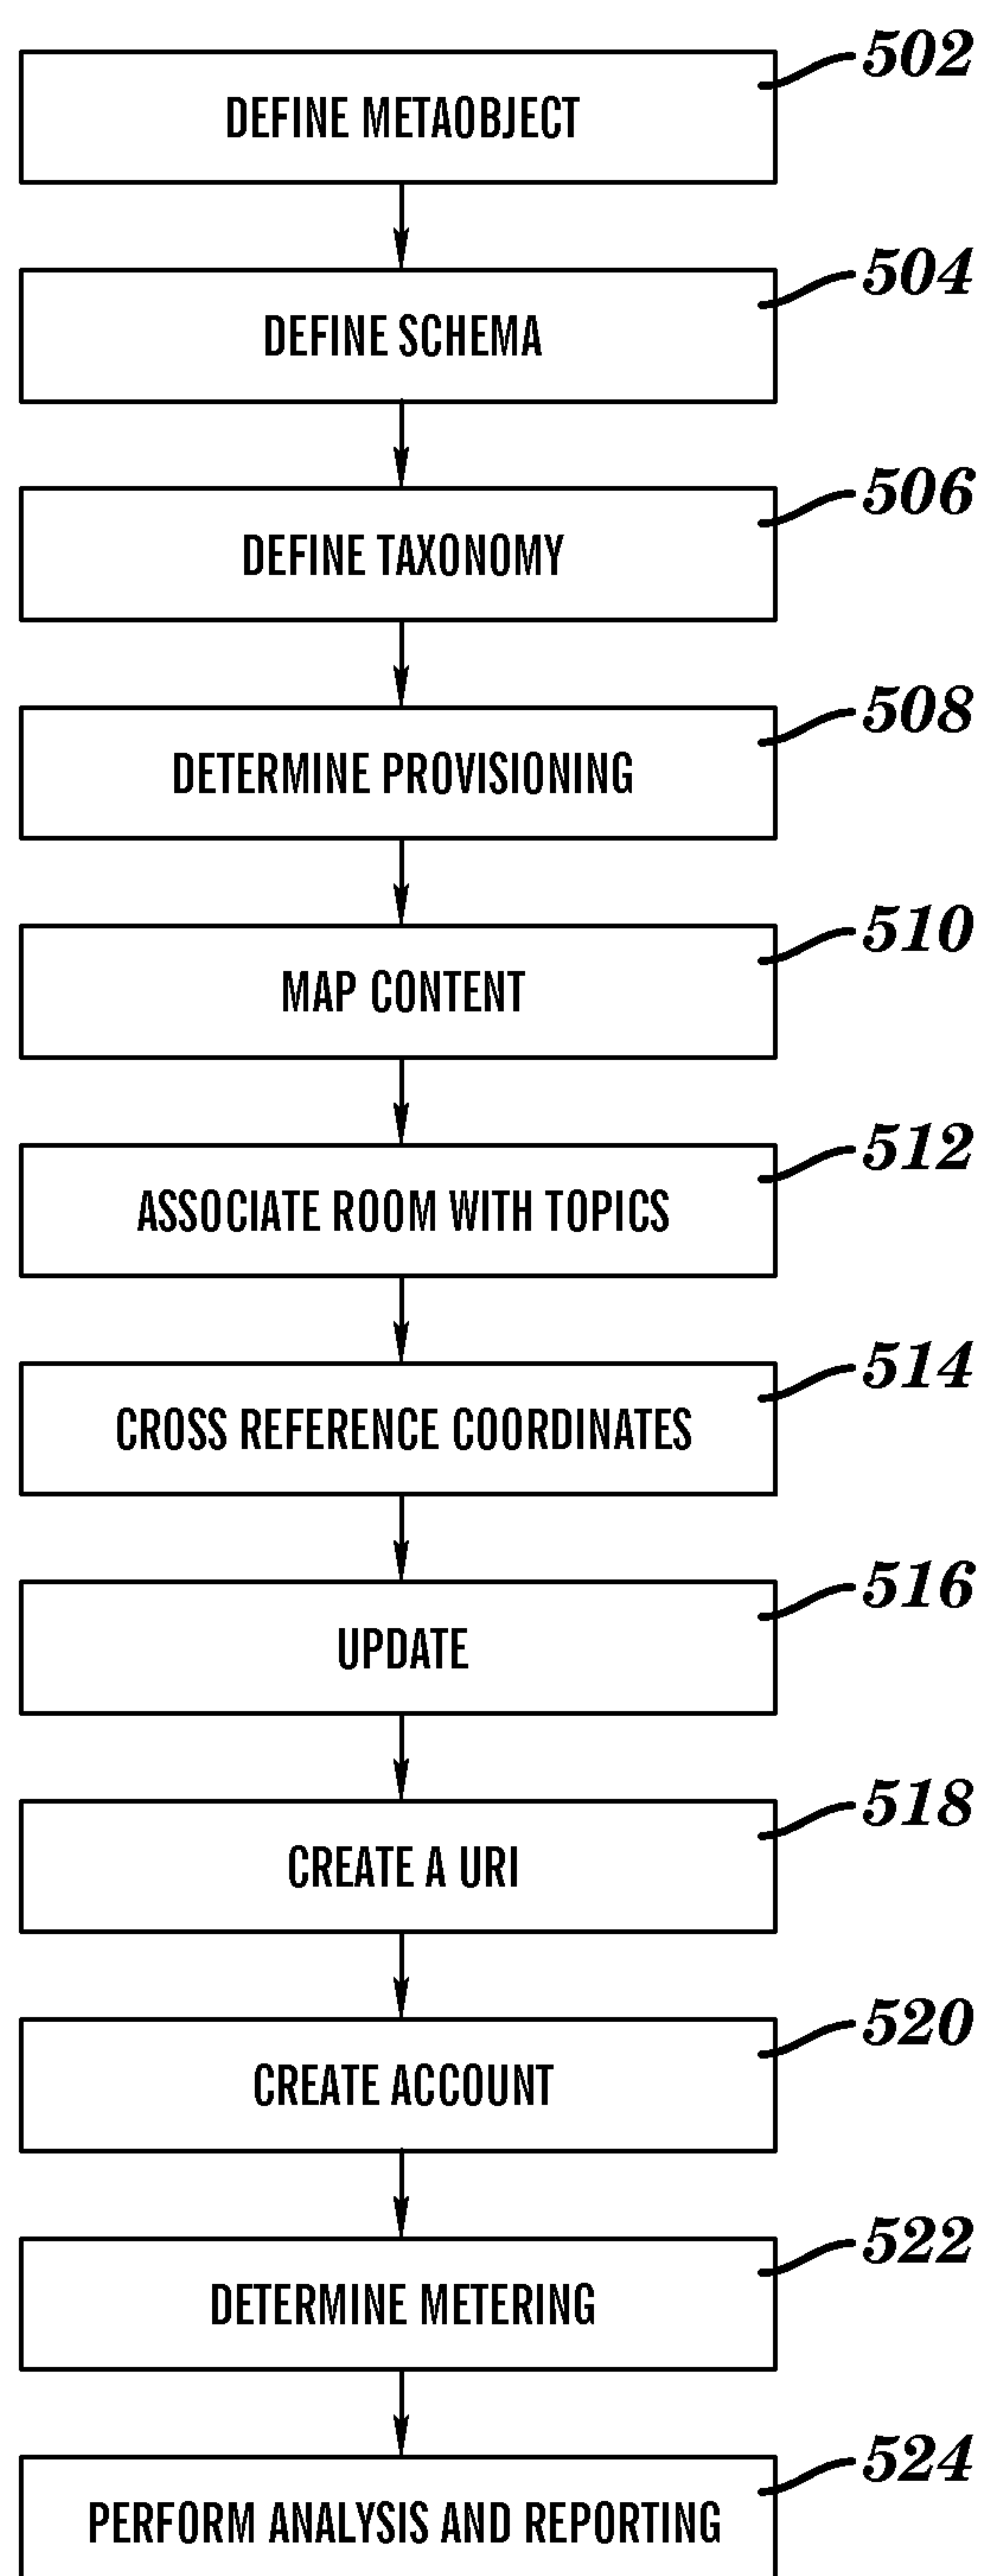 502
DEFINE METAOBJECT
504
DEFINE SCHEMA
506
DEFINE TAXONOMY
508
DETERMINE PROVISIONING
510
MAP CONTENT
512
ASSOCIATE ROOM WITH TOPICS
514
CROSS REFERENCE COORDINATES
516
UPDATE
518
CREATE A URI
520
CREATE ACCOUNT
522
DETERMINE METERING
524
PERFORM ANALYSIS AND REPORTING